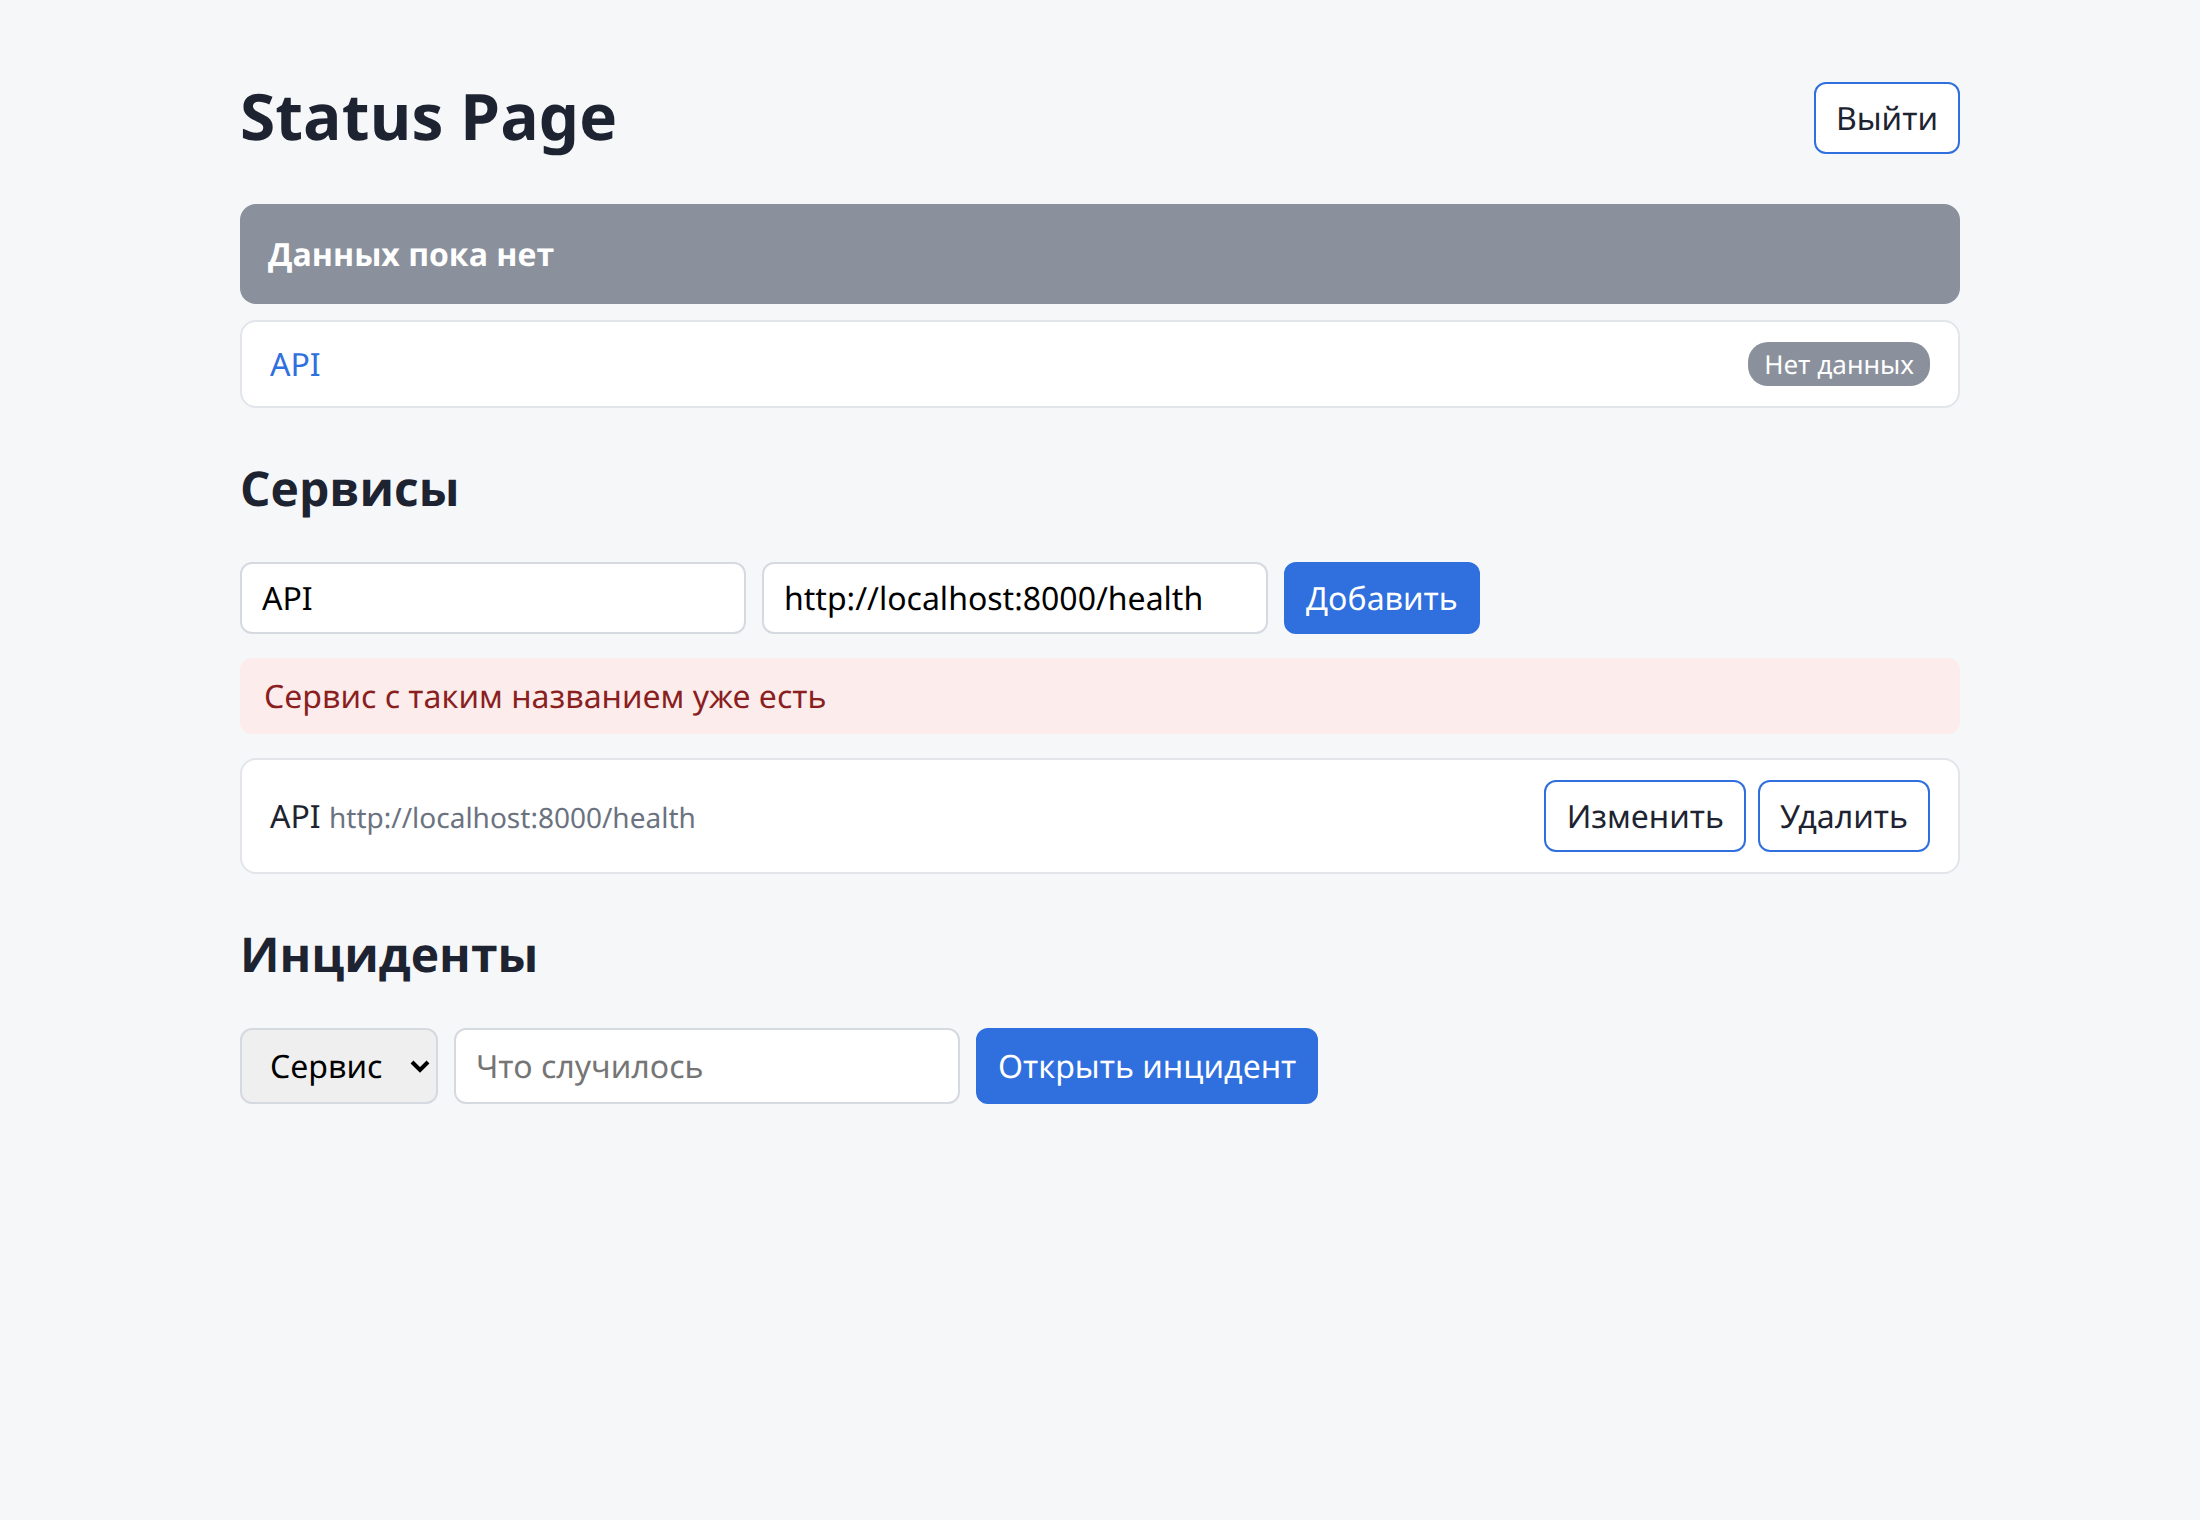 Status Page
Выйти
Данных пока нет
API
Нет данных
Сервисы
API
http://localhost:8000/health
Добавить
Сервис с таким названием уже есть
API http://localhost:8000/health
Изменить
Удалить
Инциденты
Сервис
Что случилось
Открыть инцидент